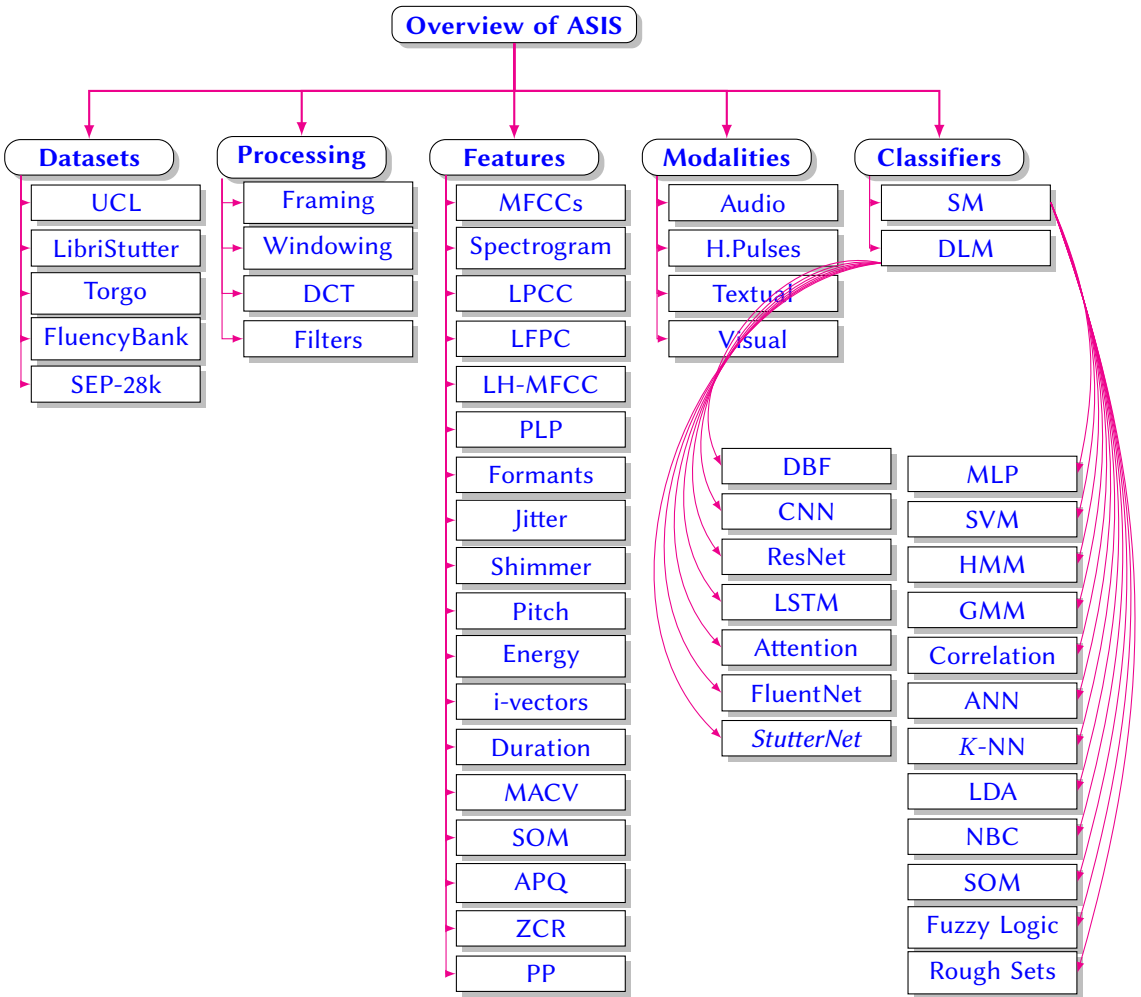 Overview of ASIS
Datasets
UCL
LibriStutter
Torgo
FluencyBank
SEP-28k
Processing
Framing
Windowing
DCT
Filters
Features
MFCCs
Spectrogram
LPCC
LFPC
LH-MFCC
PLP
Formants
Jitter
Shimmer
Pitch
Energy
i-vectors
Duration
MACV
SOM
APQ
ZCR
PP
Modalities
Audio
H.Pulses
Textual
Visual
Classifiers
SM
DLM
DBF
CNN
ResNet
LSTM
Attention
FluentNet
StutterNet
MLP
SVM
HMM
GMM
Correlation
ANN
K-NN
LDA
NBC
SOM
Fuzzy Logic
Rough Sets